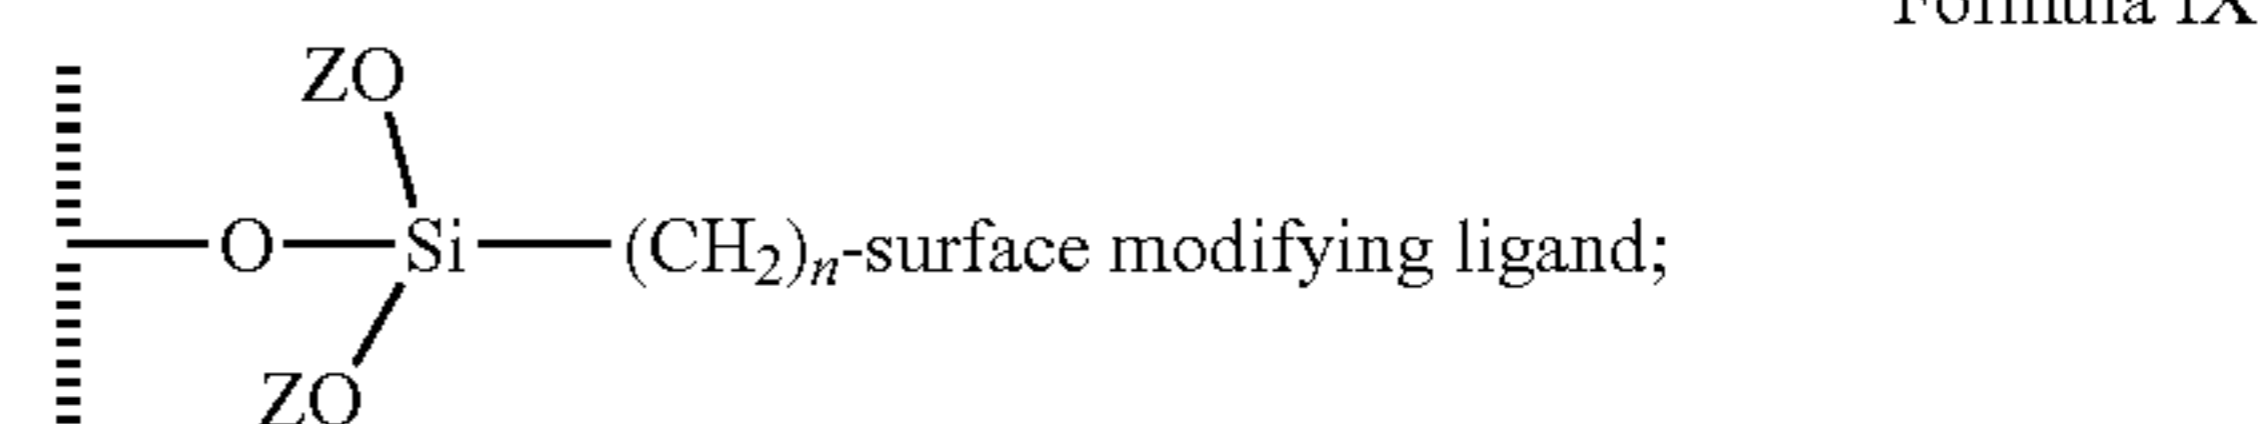 Formula IX
ZO
O Si (CH2)n-surface modifying ligand;
ZO